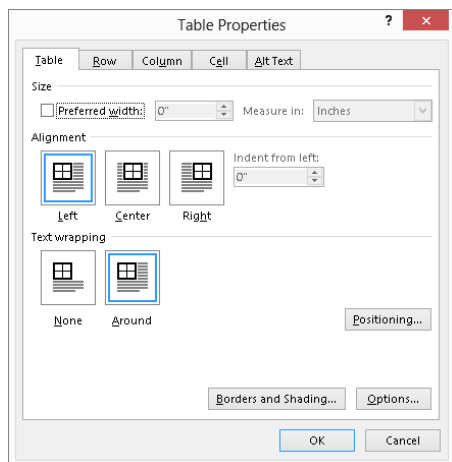 Table Properties ? ×
Table Row Column Cell Alt Text
Size
Preferred width: 0" Measure in: Inches
Alignment
Indent from left:
0"
Left Center Right
Text wrapping
None Around
Positioning...
Borders and Shading... Options...
OK Cancel